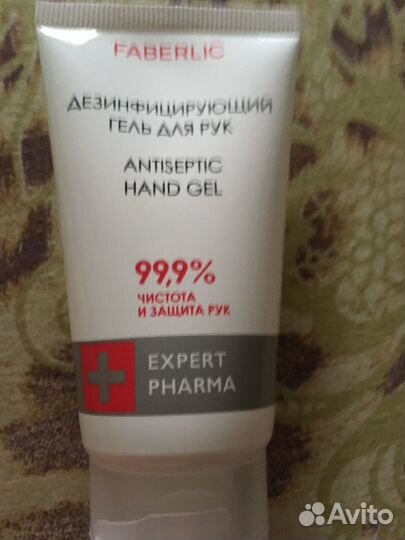 FABERLIC
ДЕЗИНФИЦИРУЮЩИЙ
ГЕЛЬ ДЛЯ РУК
ANTISEPTIC
HAND GEL
99,9%
ЧИСТОТА
И ЗАЩИТА РУК
EXPERT
PHARMA
Avito